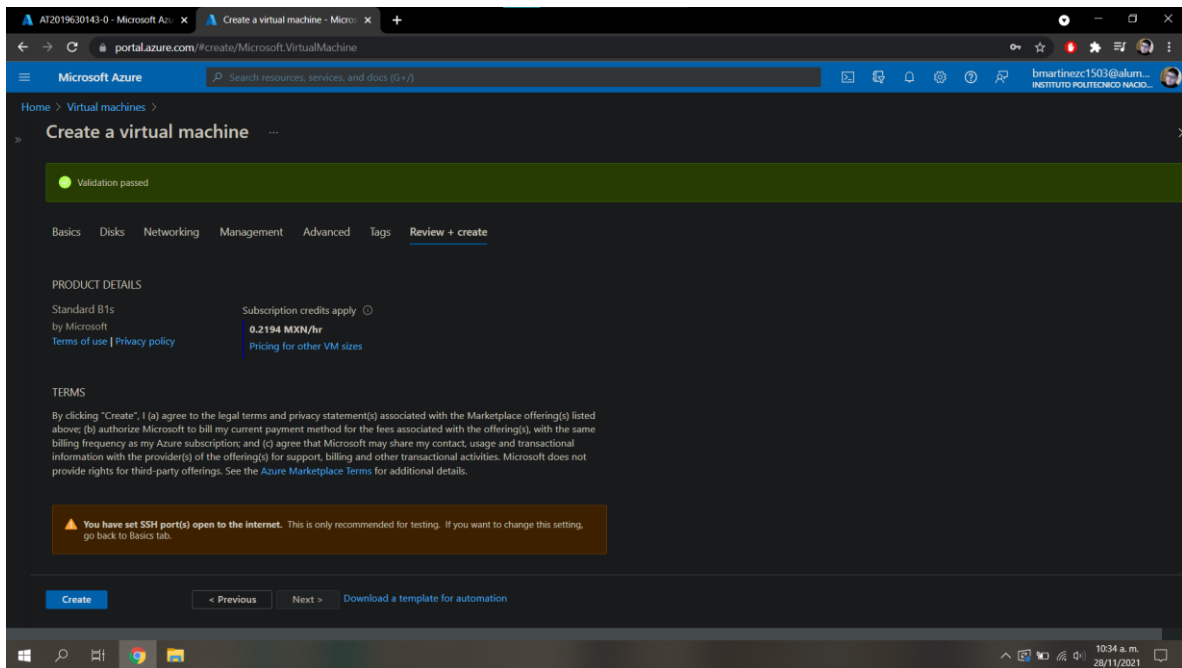 AT2019630143-0 - Microsoft Azu
Create a virtual machine - Micros
portal.azure.com/#create/Microsoft.VirtualMachine
Microsoft Azure
Search resources, services, and docs (G+/)
bmartinezc1503@alum...
INSTITUTO POLITECNICO NACIO...
Home > Virtual machines >
Create a virtual machine ...
Validation passed
Basics Disks Networking Management Advanced Tags Review + create
PRODUCT DETAILS
Standard B1s
by Microsoft
Terms of use | Privacy policy
Subscription credits apply
0.2194 MXN/hr
Pricing for other VM sizes
TERMS
By clicking "Create", I (a) agree to the legal terms and privacy statement(s) associated with the Marketplace offering(s) listed
above; (b) authorize Microsoft to bill my current payment method for the fees associated with the offering(s), with the same
billing frequency as my Azure subscription; and (c) agree that Microsoft may share my contact, usage and transactional
information with the provider(s) of the offering(s) for support, billing and other transactional activities. Microsoft does not
provide rights for third-party offerings. See the Azure Marketplace Terms for additional details.
You have set SSH port(s) open to the internet. This is only recommended for testing. If you want to change this setting,
go back to Basics tab.
Create
< Previous
Next >
Download a template for automation
10:34 a. m.
28/11/2021